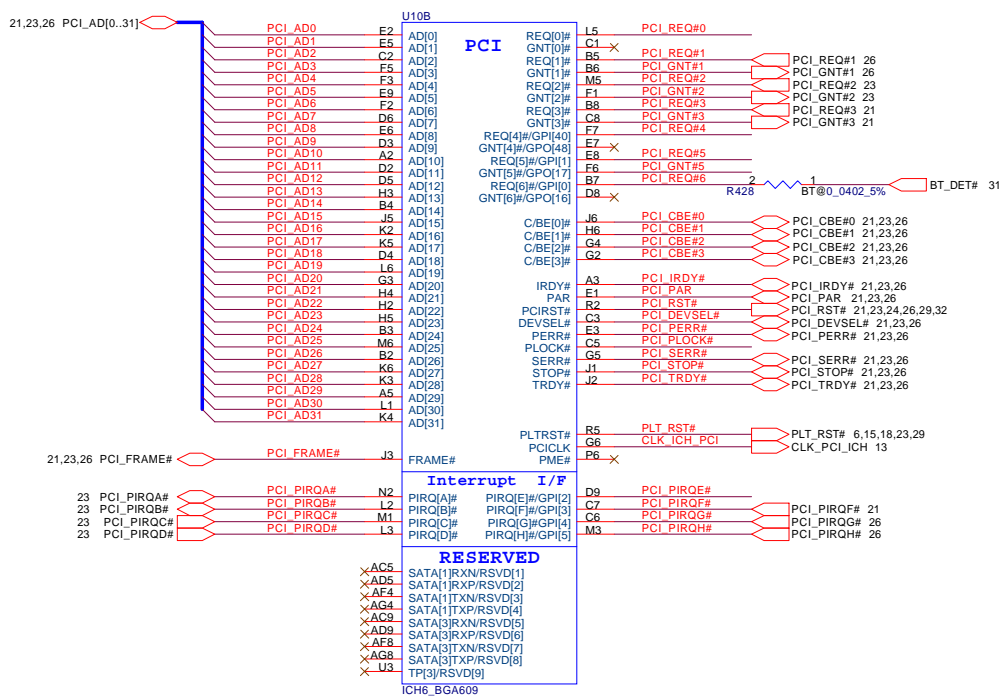 U10B
21,23,26 PCI_AD[0..31]
PCI
PCI_AD0 E2 AD[0] REQ[0]# L5 PCI_REQ#0
PCI_AD1 E5 AD[1] GNT[0]# C1
PCI_AD2 C2 AD[2] REQ[1]# B5 PCI_REQ#1 PCI_REQ#1 26
PCI_AD3 F5 AD[3] GNT[1]# B6 PCI_GNT#1 PCI_GNT#1 26
PCI_AD4 F3 AD[4] REQ[2]# M5 PCI_REQ#2 PCI_REQ#2 23
PCI_AD5 E9 AD[5] GNT[2]# F1 PCI_GNT#2 PCI_GNT#2 23
PCI_AD6 F2 AD[6] REQ[3]# B8 PCI_REQ#3 PCI_REQ#3 21
PCI_AD7 D6 AD[7] GNT[3]# C8 PCI_GNT#3 PCI_GNT#3 21
PCI_AD8 E6 AD[8] REQ[4]#/GPI[40] F7 PCI_REQ#4
PCI_AD9 D3 AD[9] GNT[4]#/GPO[48] E7
PCI_AD10 A2 AD[10] REQ[5]#/GPI[1] E8 PCI_REQ#5
PCI_AD11 D2 AD[11] GNT[5]#/GPO[17] F6 PCI_GNT#5
PCI_AD12 D5 AD[12] REQ[6]#/GPI[0] B7 PCI_REQ#6 2 1 BT_DET# 31
PCI_AD13 H3 AD[13] GNT[6]#/GPO[16] D8 R428 BT@0_0402_5%
PCI_AD14 B4 AD[14]
PCI_AD15 J5 AD[15] C/BE[0]# J6 PCI_CBE#0 PCI_CBE#0 21,23,26
PCI_AD16 K2 AD[16] C/BE[1]# H6 PCI_CBE#1 PCI_CBE#1 21,23,26
PCI_AD17 K5 AD[17] C/BE[2]# G4 PCI_CBE#2 PCI_CBE#2 21,23,26
PCI_AD18 D4 AD[18] C/BE[3]# G2 PCI_CBE#3 PCI_CBE#3 21,23,26
PCI_AD19 L6 AD[19]
PCI_AD20 G3 AD[20] IRDY# A3 PCI_IRDY# PCI_IRDY# 21,23,26
PCI_AD21 H4 AD[21] PAR E1 PCI_PAR PCI_PAR 21,23,26
PCI_AD22 H2 AD[22] PCIRST# R2 PCI_RST# PCI_RST# 21,23,24,26,29,32
PCI_AD23 H5 AD[23] DEVSEL# C3 PCI_DEVSEL# PCI_DEVSEL# 21,23,26
PCI_AD24 B3 AD[24] PERR# E3 PCI_PERR# PCI_PERR# 21,23,26
PCI_AD25 M6 AD[25] PLOCK# C5 PCI_PLOCK#
PCI_AD26 B2 AD[26] SERR# G5 PCI_SERR# PCI_SERR# 21,23,26
PCI_AD27 K6 AD[27] STOP# J1 PCI_STOP# PCI_STOP# 21,23,26
PCI_AD28 K3 AD[28] TRDY# J2 PCI_TRDY# PCI_TRDY# 21,23,26
PCI_AD29 A5 AD[29]
PCI_AD30 L1 AD[30]
PCI_AD31 K4 AD[31]
PLTRST# R5 PLT_RST# PLT_RST# 6,15,18,23,29
PCICLK G6 CLK_ICH_PCI CLK_PCI_ICH 13
21,23,26 PCI_FRAME# PCI_FRAME# J3 FRAME# PME# P6
Interrupt I/F
23 PCI_PIRQA# PCI_PIRQA# N2 PIRQ[A]# PIRQ[E]#/GPI[2] D9 PCI_PIRQE#
23 PCI_PIRQB# PCI_PIRQB# L2 PIRQ[B]# PIRQ[F]#/GPI[3] C7 PCI_PIRQF# PCI_PIRQF# 21
23 PCI_PIRQC# PCI_PIRQC# M1 PIRQ[C]# PIRQ[G]#/GPI[4] C6 PCI_PIRQG# PCI_PIRQG# 26
23 PCI_PIRQD# PCI_PIRQD# L3 PIRQ[D]# PIRQ[H]#/GPI[5] M3 PCI_PIRQH# PCI_PIRQH# 26
RESERVED
AC5 SATA[1]RXN/RSVD[1]
AD5 SATA[1]RXP/RSVD[2]
AF4 SATA[1]TXN/RSVD[3]
AG4 SATA[1]TXP/RSVD[4]
AC9 SATA[3]RXN/RSVD[5]
AD9 SATA[3]RXP/RSVD[6]
AF8 SATA[3]TXN/RSVD[7]
AG8 SATA[3]TXP/RSVD[8]
U3 TP[3]/RSVD[9]
ICH6_BGA609